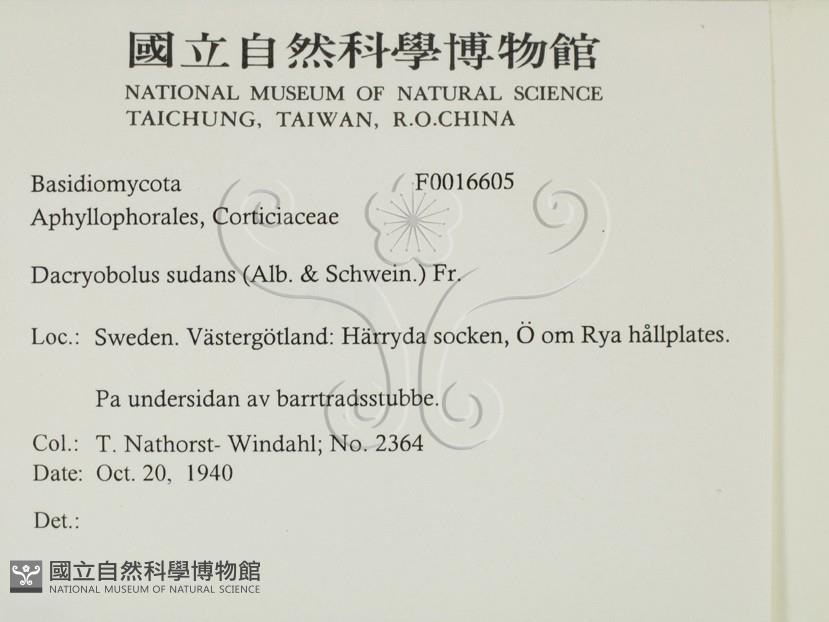 國立自然科學博物館
NATIONAL MUSEUM OF NATURAL SCIENCE
TAICHUNG, TAIWAN, R.O.CHINA
Basidiomycota F0016605
Aphyllophorales, Corticiaceae
Dacryobolus sudans (Alb. & Schwein.) Fr.
Loc.: Sweden. Västergötland: Härryda socken, Ö om Rya hållplates.
Pa undersidan av barrtradsstubbe.
Col.: T. Nathorst- Windahl; No. 2364
Date: Oct. 20, 1940
Det.:
國立自然科學博物館
NATIONAL MUSEUM OF NATURAL SCIENCE